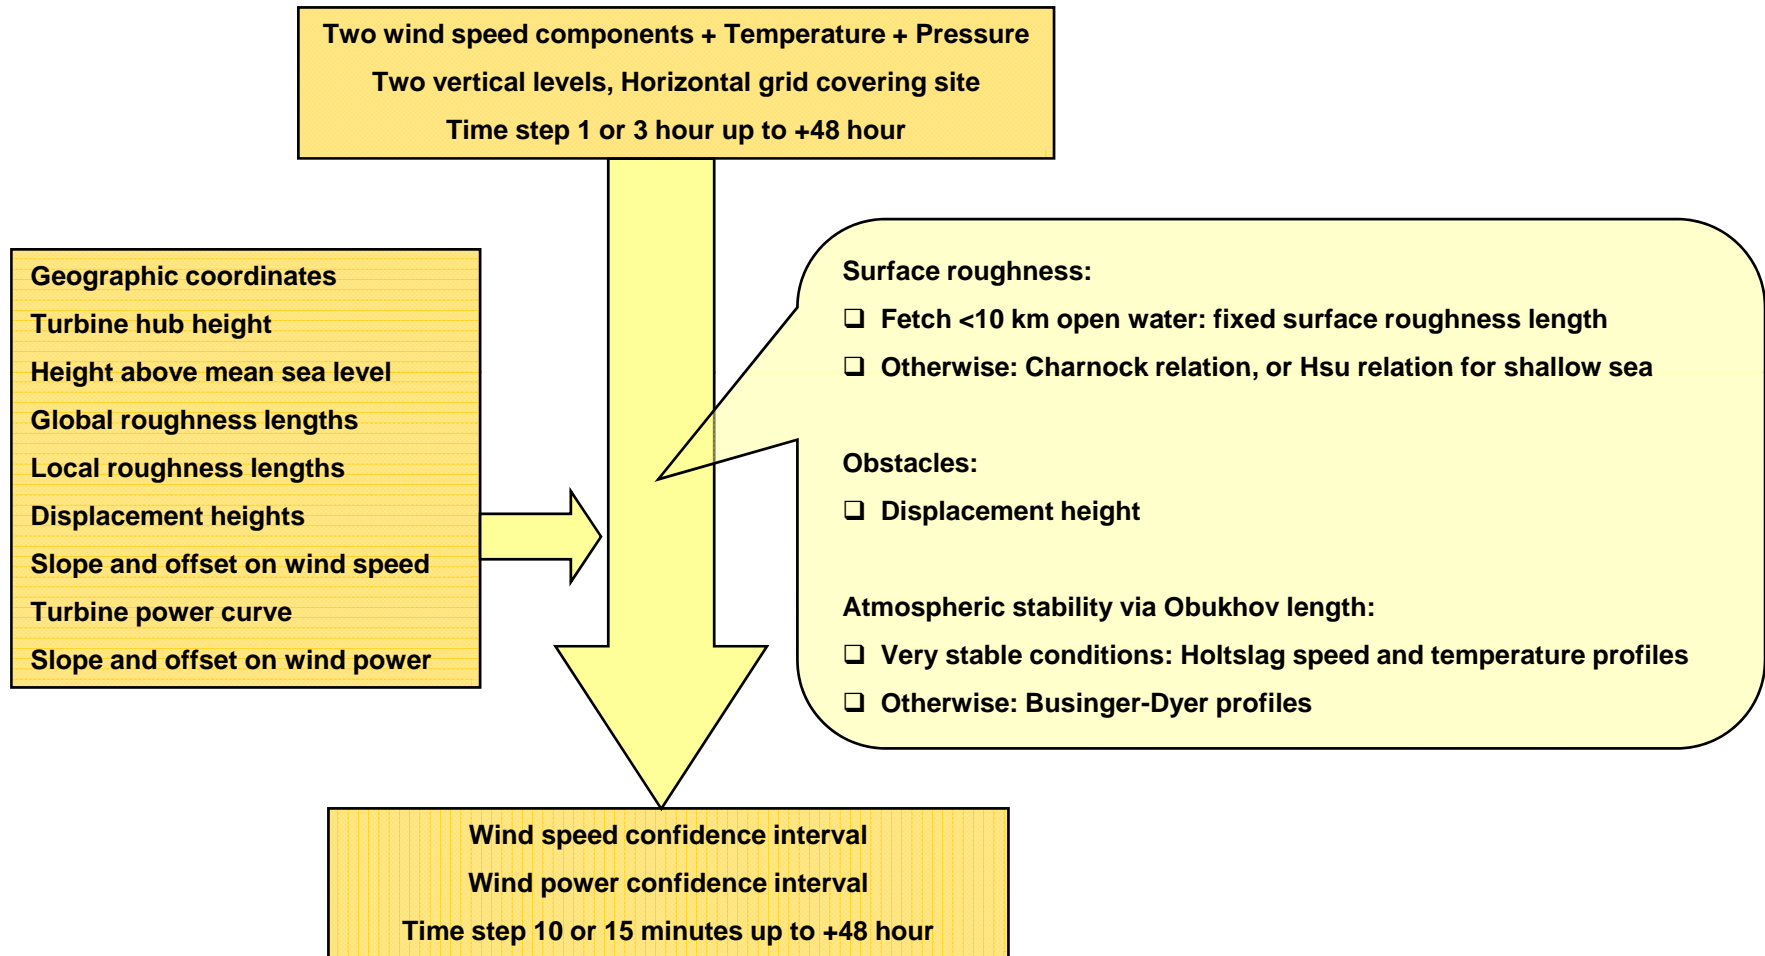 Two wind speed components + Temperature + Pressure
Two vertical levels, Horizontal grid covering site
Time step 1 or 3 hour up to +48 hour
Geographic coordinates
Turbine hub height
Height above mean sea level
Global roughness lengths
Local roughness lengths
Displacement heights
Slope and offset on wind speed
Turbine power curve
Slope and offset on wind power
Surface roughness:
❑ Fetch <10 km open water: fixed surface roughness length
❑ Otherwise: Charnock relation, or Hsu relation for shallow sea
Obstacles:
❑ Displacement height
Atmospheric stability via Obukhov length:
❑ Very stable conditions: Holtslag speed and temperature profiles
❑ Otherwise: Businger-Dyer profiles
Wind speed confidence interval
Wind power confidence interval
Time step 10 or 15 minutes up to +48 hour